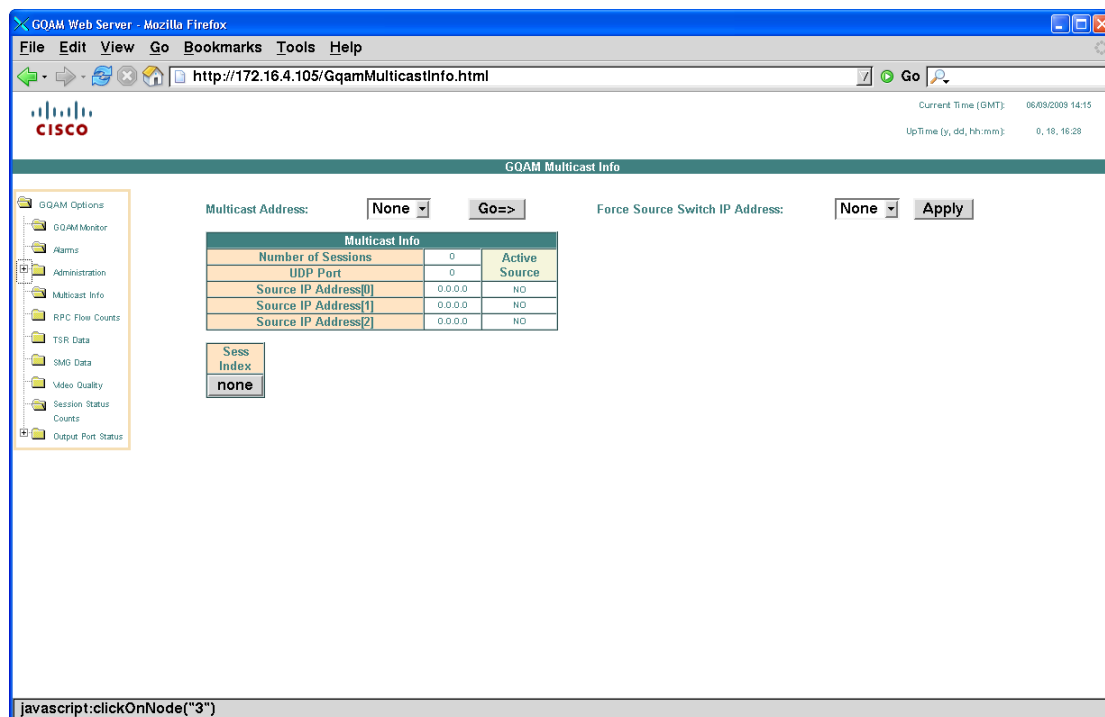 GQAM Web Server - Mozilla Firefox
File Edit View Go Bookmarks Tools Help
http://172.16.4.105/GqamMulticastInfo.html
Go
CISCO
Current Time (GMT): 06/09/2009 14:15
UpTime (y, dd, hh:mm): 0, 18, 16:28
GQAM Multicast Info
GQAM Options
GQAM Monitor
Alarms
Administration
Multicast Info
RPC Flow Counts
TSR Data
SMG Data
Video Quality
Session Status
Counts
Output Port Status
Multicast Address: None Go=> Force Source Switch IP Address: None Apply
Multicast Info
Number of Sessions 0 Active
UDP Port 0 Source
Source IP Address[0] 0.0.0.0 NO
Source IP Address[1] 0.0.0.0 NO
Source IP Address[2] 0.0.0.0 NO
Sess
Index
none
javascript:clickOnNode("3")